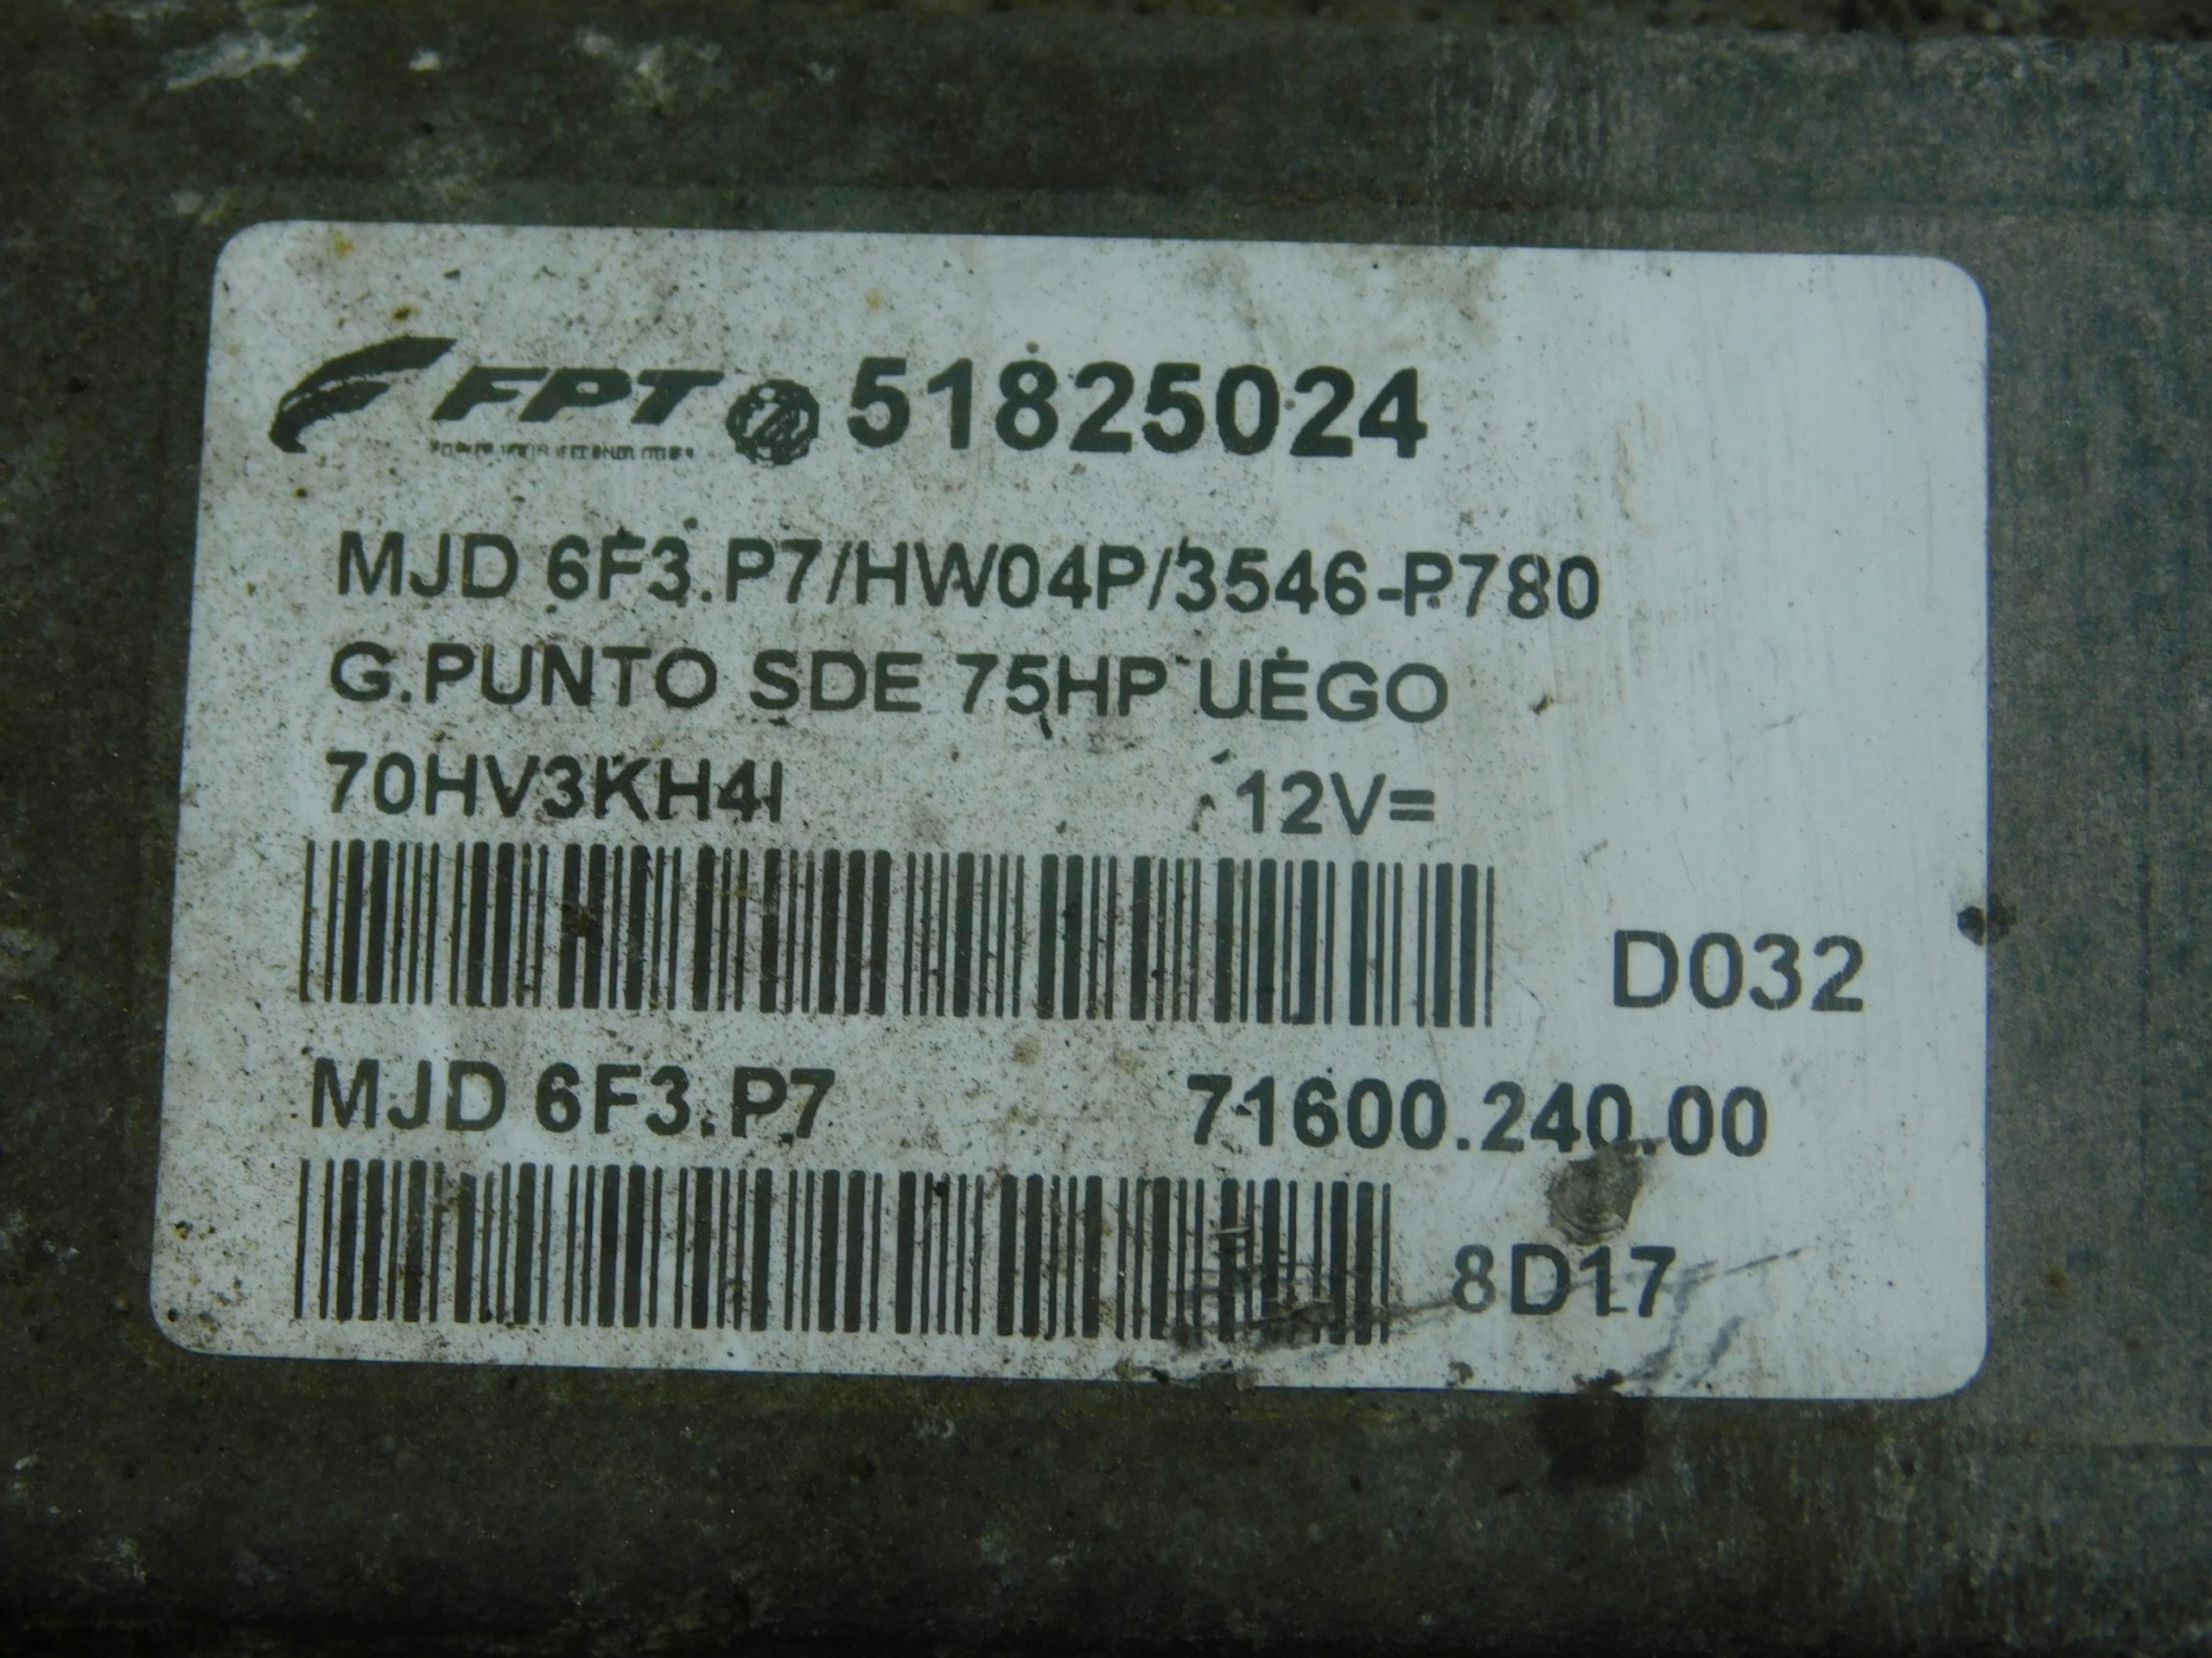 FPT 51825024
MJD 6F3.P7/HW04P/3546-P780
G.PUNTO SDE 75HP UEGO
70HV3KH4I 12V=
D032
MJD 6F3.P7 71600.240.00
8D17